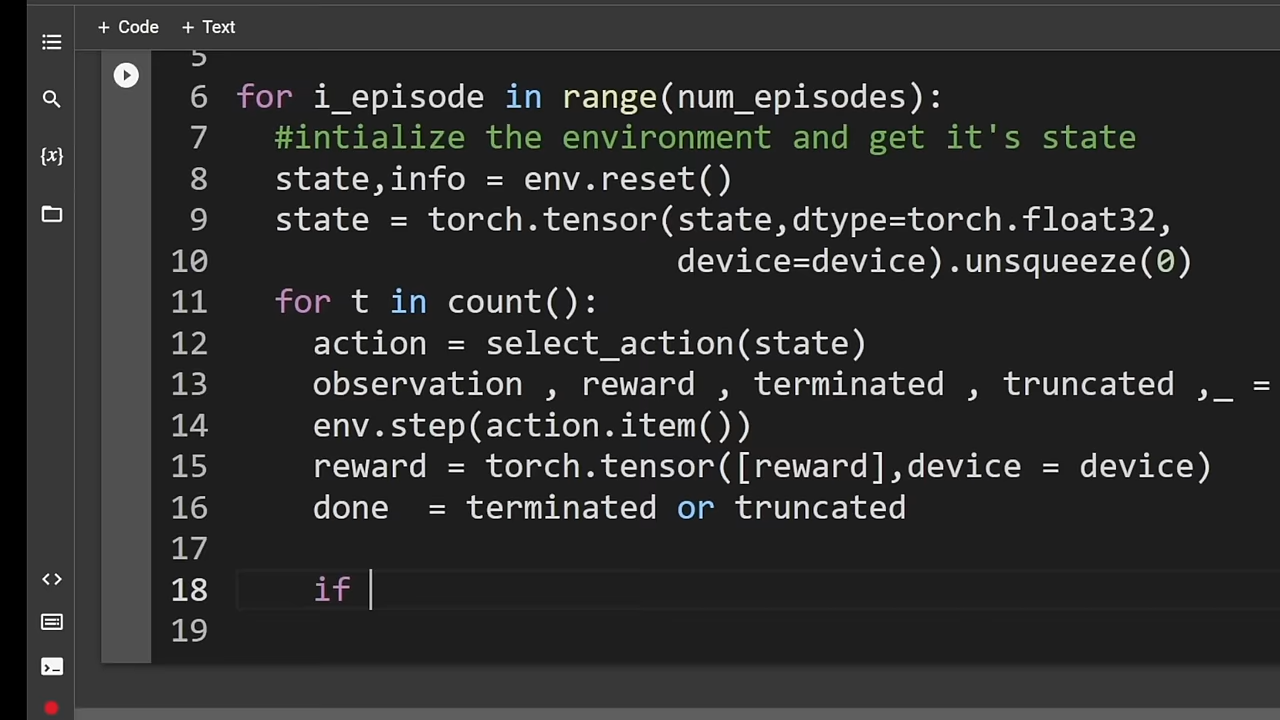 + Code + Text
5
6 for i_episode in range(num_episodes):
7 #intialize the environment and get it's state
8 state,info = env.reset()
9 state = torch.tensor(state,dtype=torch.float32,
10 device=device).unsqueeze(0)
11 for t in count():
12 action = select_action(state)
13 observation , reward , terminated , truncated ,_ =
14 env.step(action.item())
15 reward = torch.tensor([reward],device = device)
16 done  = terminated or truncated
17
18 if
19
{x}